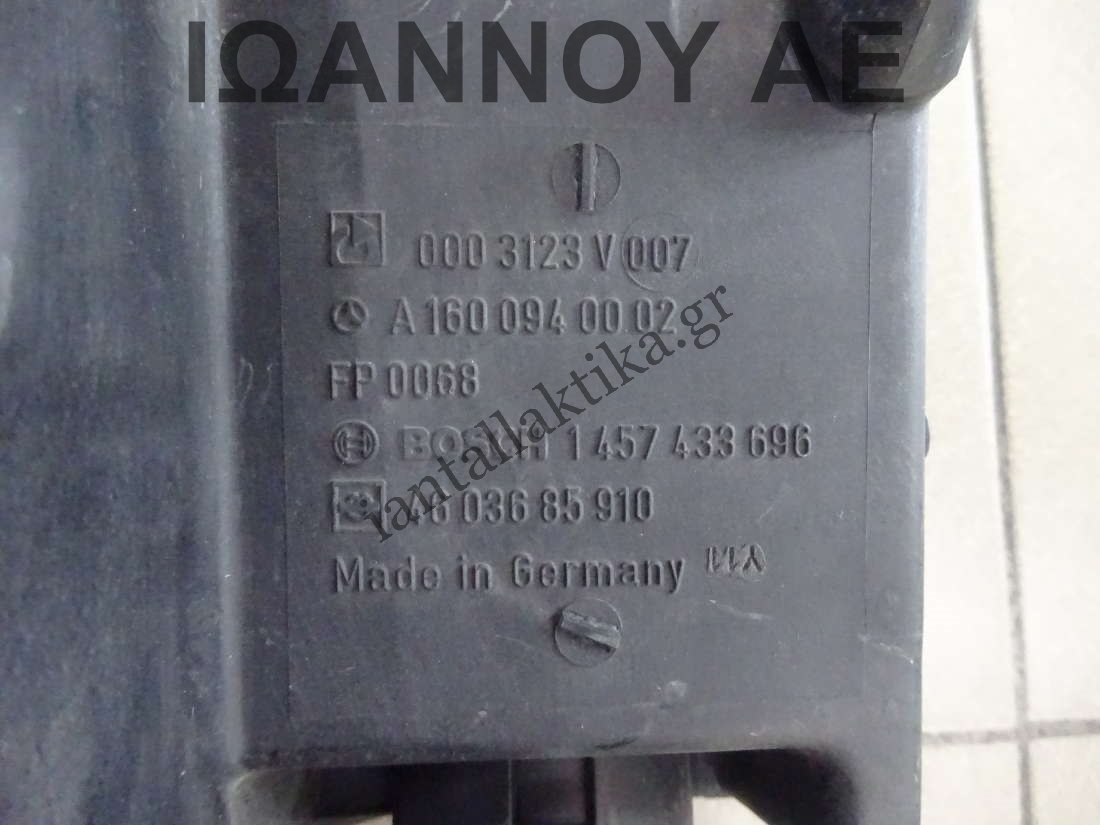 ΙΩΑΝΝΟΥ ΑΕ
000 3123 V 007
A 160 094 00 02
FP 0068
BOSCH 1 457 433 696
036 85 910
Made in Germany
iantallaktika.gr